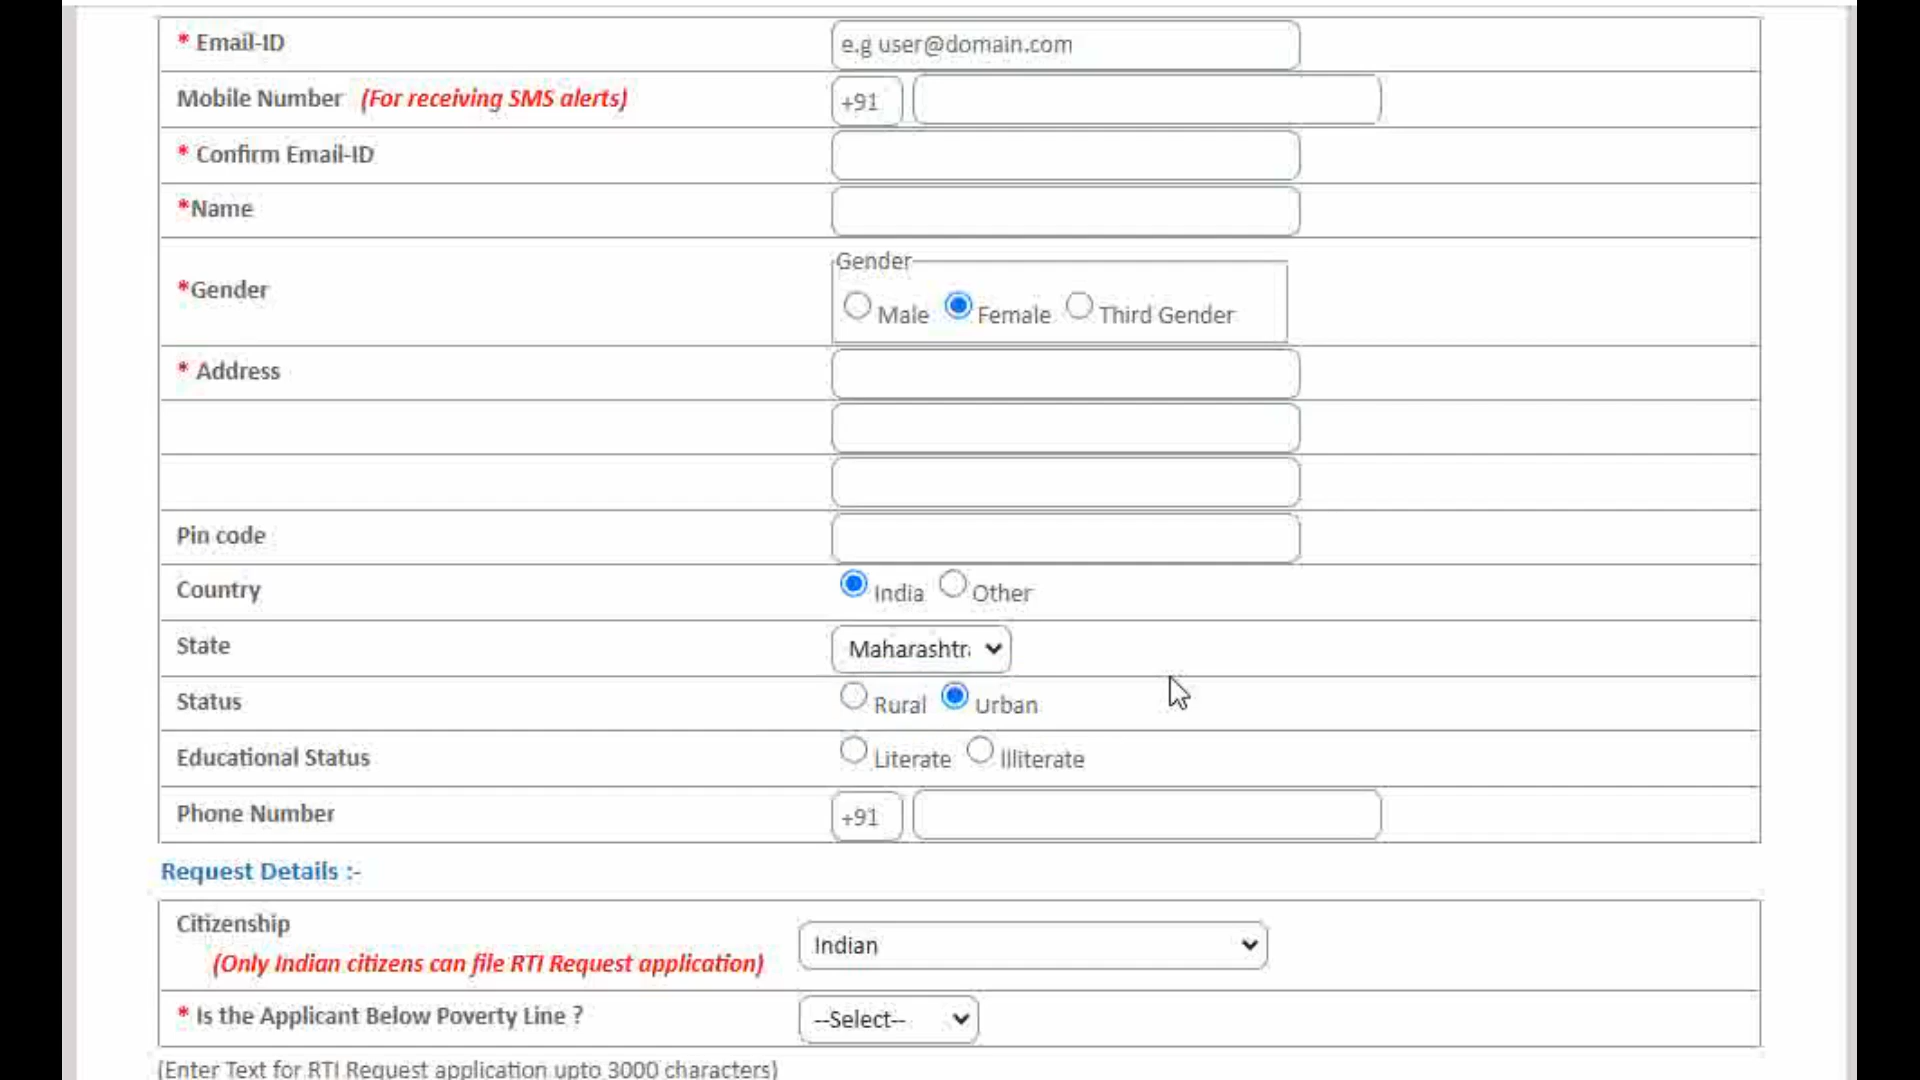 * Email-ID
e.g user@domain.com
Mobile Number (For receiving SMS alerts)
+91
* Confirm Email-ID
*Name
Gender
*Gender
Male Female Third Gender
* Address
Pin code
Country
India Other
State
Maharashtr
Status
Rural Urban
Educational Status
Literate Illiterate
Phone Number
+91
Request Details :-
Citizenship
(Only Indian citizens can file RTI Request application)
Indian
* Is the Applicant Below Poverty Line ?
--Select--
(Enter Text for RTI Request application upto 3000 characters)